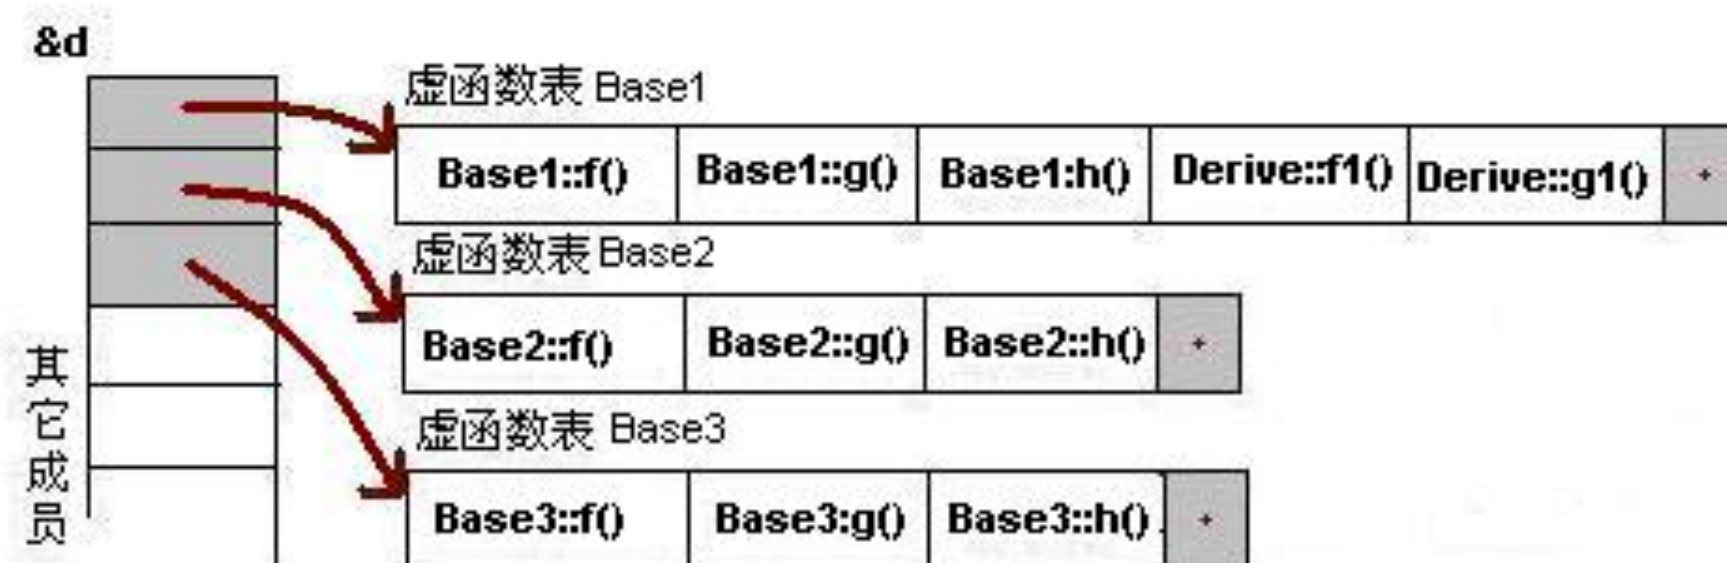 &d
虚函数表 Base1
Base1::f() Base1::g() Base1:h() Derive::f1() Derive::g1()
虚函数表 Base2
Base2::f() Base2::g() Base2::h()
虚函数表 Base3
Base3::f() Base3:g() Base3::h()
其它成员